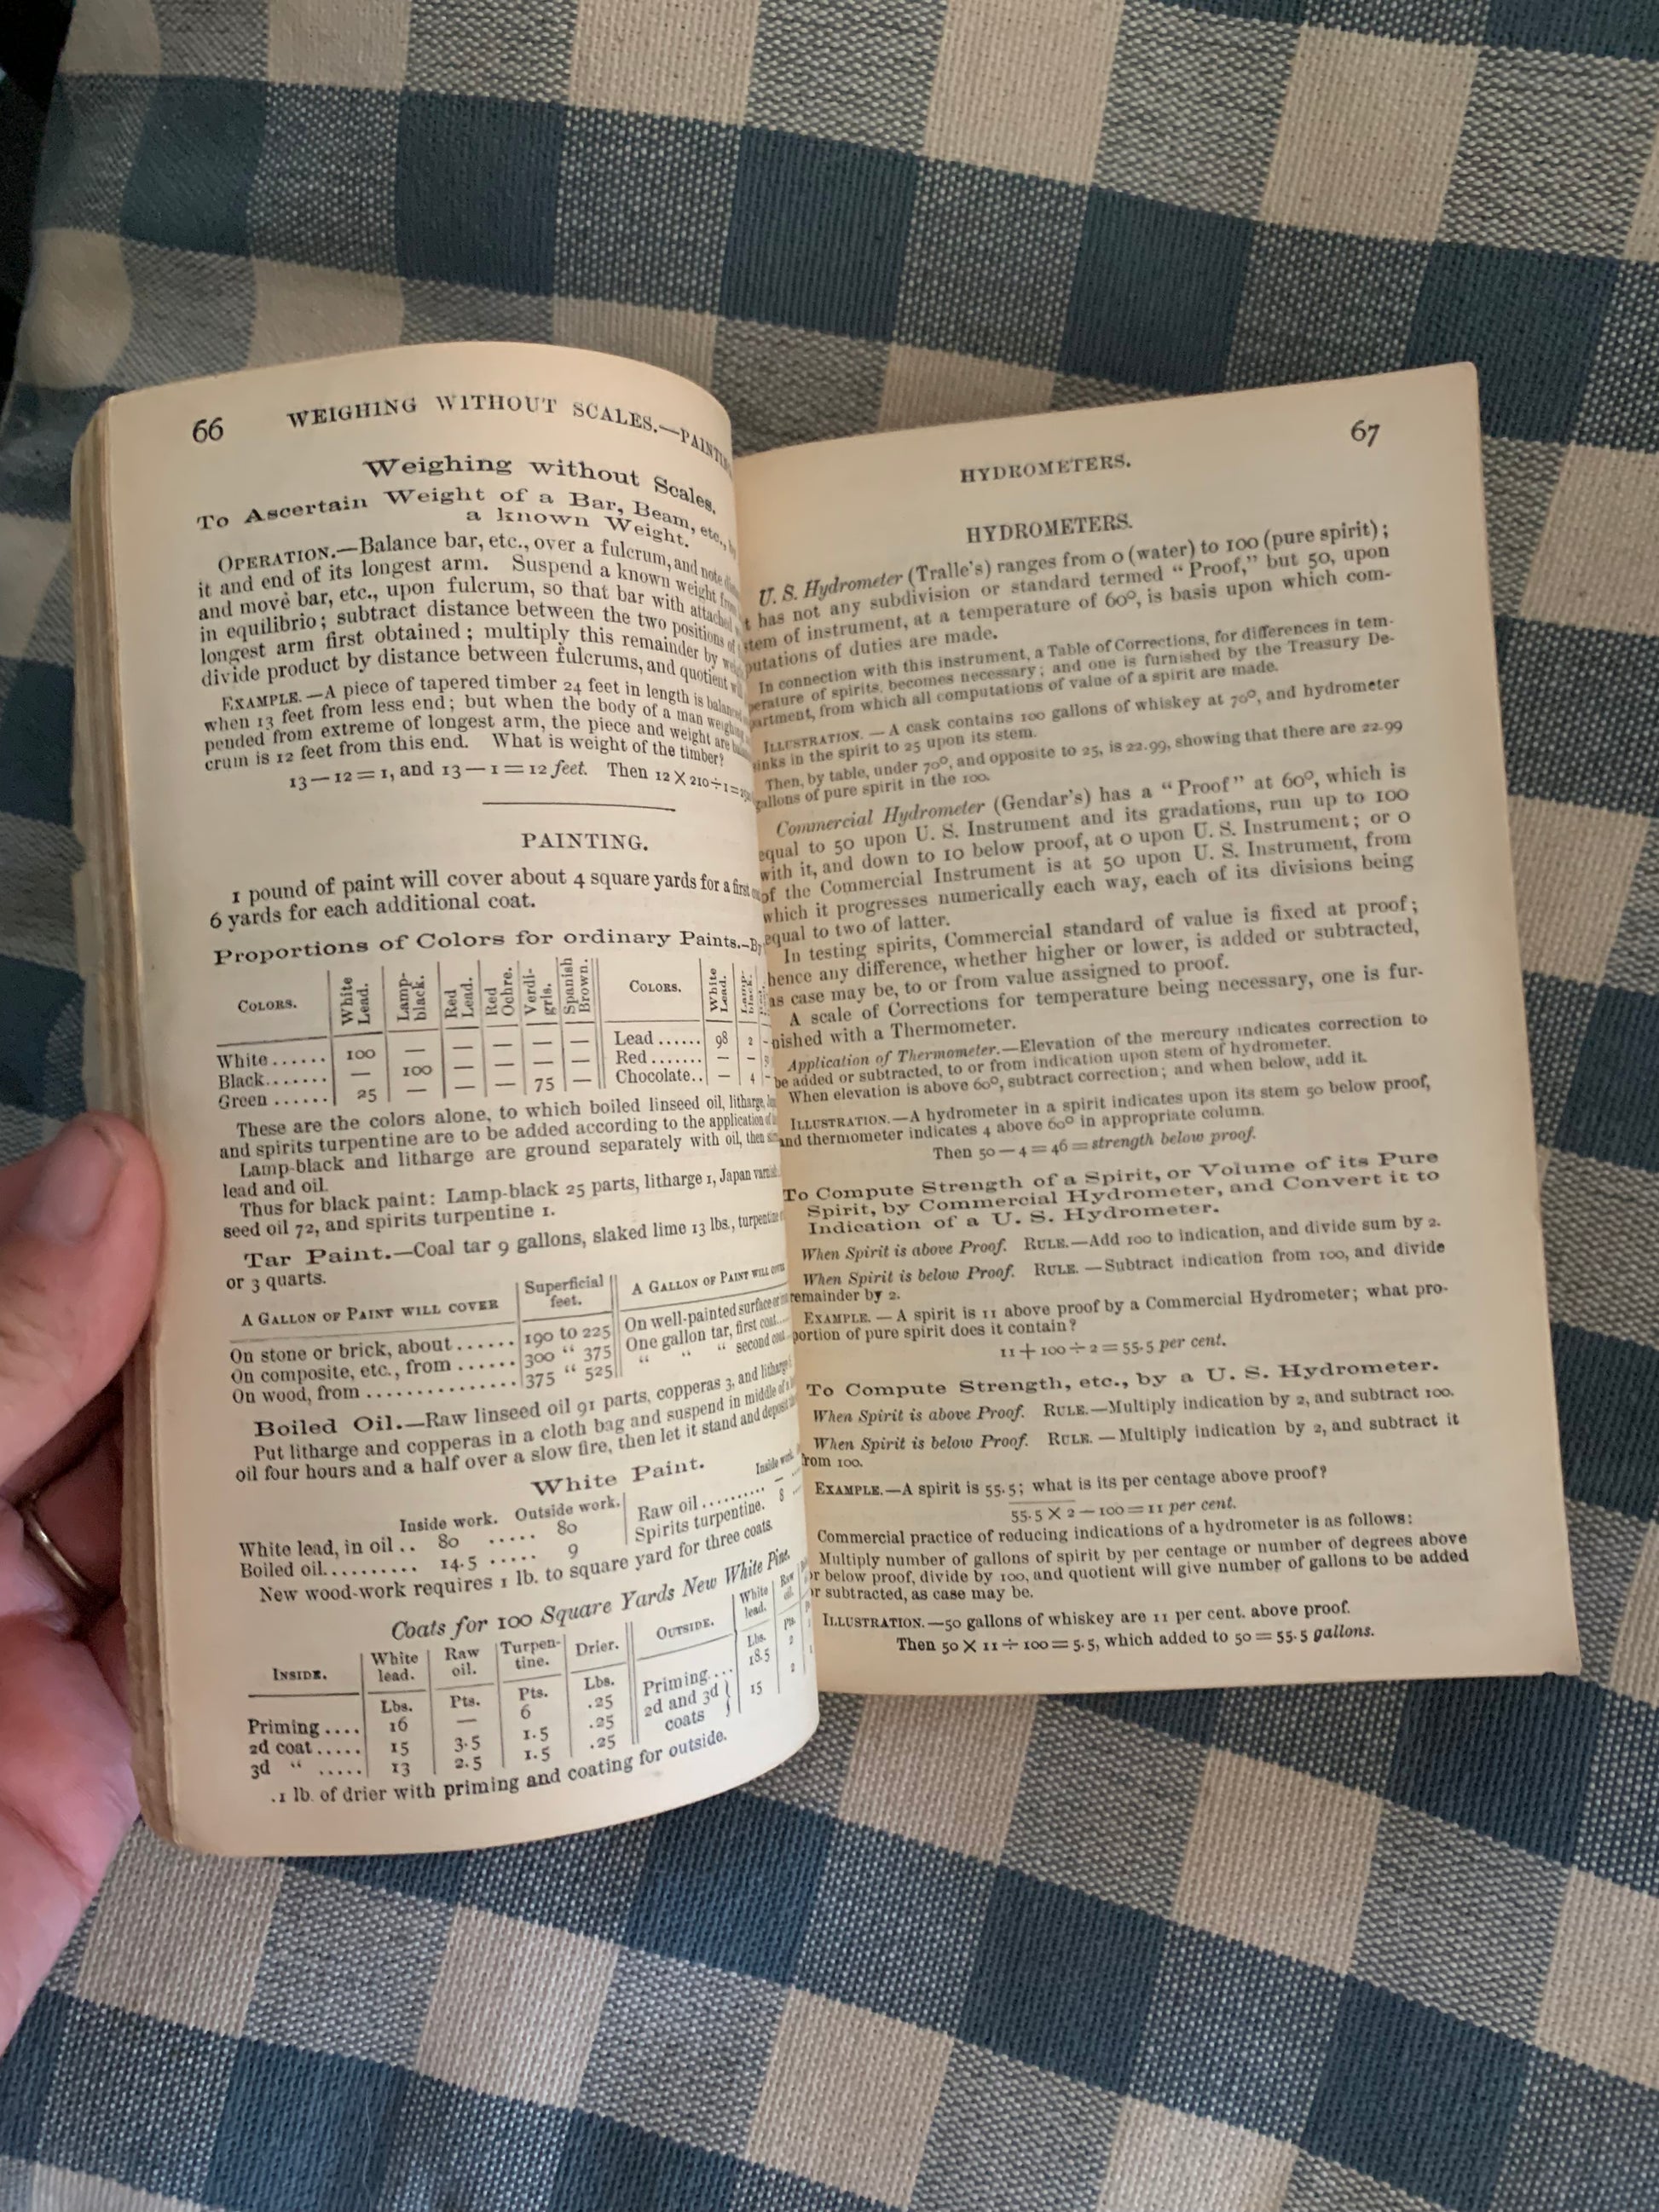 66 WEIGHING WITHOUT SCALES.—
Weighing without Scales.
To Ascertain Weight of a Bar, Beam, etc.,
a known Weight.
OPERATION.—Balance bar, etc., over a fulcrum, and note
it and end of its longest arm. Suspend a known weight from
and move bar, etc., upon fulcrum, so that bar with attached
in equilibrio; subtract distance between the two positions of
longest arm first obtained; multiply this remainder by
divide product by distance between fulcrums, and quotient
EXAMPLE.—A piece of tapered timber 24 feet in length is
when 13 feet from less end; but when the body of a man
pended from extreme of longest arm, the piece and weight are
crum is 12 feet from this end. What is weight of the timber?
13 — 12 = 1, and 13 — 1 = 12 feet. Then 12 × 210 ÷ 1 =
PAINTING.
1 pound of paint will cover about 4 square yards for a first
6 yards for each additional coat.
Proportions of Colors for ordinary Paints.—By
COLORS. White Lead. Lamp-black. Red Lead. Red Ochre. Verdi-gris. Spanish Brown. COLORS. White Lead. Lamp-black.
White...... 100 — — — — — Lead...... 98 2
Black....... — 100 — — — — Red....... — —
Green...... 25 — — — 75 — Chocolate.. — 4
These are the colors alone, to which boiled linseed oil, litharge,
and spirits turpentine are to be added according to the application
Lamp-black and litharge are ground separately with oil, then
lead and oil.
Thus for black paint: Lamp-black 25 parts, litharge 1, Japan
seed oil 72, and spirits turpentine 1.
Tar Paint.—Coal tar 9 gallons, slaked lime 13 lbs., turpentine
or 3 quarts.
A GALLON OF PAINT WILL COVER Superficial feet. A GALLON OF PAINT WILL
On stone or brick, about...... 190 to 225 On well-painted surface or
On composite, etc., from...... 300 " 375 One gallon tar, first coat....
On wood, from.............. 375 " 525 " " " second
Boiled Oil.—Raw linseed oil 91 parts, copperas 3, and litharge
Put litharge and copperas in a cloth bag and suspend in middle of
oil four hours and a half over a slow fire, then let it stand and deposit
White Paint.
Inside work. Outside work. Inside work.
White lead, in oil.. 80 ..... 80 Raw oil.......... —
Boiled oil.......... 14.5 ..... 9 Spirits turpentine. 8
New wood-work requires 1 lb. to square yard for three coats.
Coats for 100 Square Yards New White Pine.
INSIDE. White lead. Raw oil. Turpen-tine. Drier. OUTSIDE. White lead. Raw oil.
Lbs. Pts. Pts. Lbs. Lbs. Pts.
Priming.... 16 — 6 .25 Priming.... 18.5 2
2d coat..... 15 3.5 1.5 .25 2d and 3d coats } 15 2
3d " ..... 13 2.5 1.5 .25
.1 lb. of drier with priming and coating for outside.
HYDROMETERS. 67
HYDROMETERS.
U. S. Hydrometer (Tralle's) ranges from 0 (water) to 100 (pure spirit);
has not any subdivision or standard termed "Proof," but 50, upon
stem of instrument, at a temperature of 60°, is basis upon which com-
putations of duties are made.
In connection with this instrument, a Table of Corrections, for differences in tem-
perature of spirits, becomes necessary; and one is furnished by the Treasury De-
partment, from which all computations of value of a spirit are made.
ILLUSTRATION.—A cask contains 100 gallons of whiskey at 70°, and hydrometer
sinks in the spirit to 25 upon its stem.
Then, by table, under 70°, and opposite to 25, is 22.99, showing that there are 22.99
gallons of pure spirit in the 100.
Commercial Hydrometer (Gendar's) has a "Proof" at 60°, which is
equal to 50 upon U. S. Instrument and its gradations, run up to 100
with it, and down to 10 below proof, at 0 upon U. S. Instrument; or 0
of the Commercial Instrument is at 50 upon U. S. Instrument, from
which it progresses numerically each way, each of its divisions being
equal to two of latter.
In testing spirits, Commercial standard of value is fixed at proof;
hence any difference, whether higher or lower, is added or subtracted,
as case may be, to or from value assigned to proof.
A scale of Corrections for temperature being necessary, one is fur-
nished with a Thermometer.
Application of Thermometer.—Elevation of the mercury indicates correction to
be added or subtracted, to or from indication upon stem of hydrometer.
When elevation is above 60°, subtract correction; and when below, add it.
ILLUSTRATION.—A hydrometer in a spirit indicates upon its stem 50 below proof,
and thermometer indicates 4 above 60° in appropriate column.
Then 50 — 4 = 46 = strength below proof.
To Compute Strength of a Spirit, or Volume of its Pure
Spirit, by Commercial Hydrometer, and Convert it to
Indication of a U. S. Hydrometer.
When Spirit is above Proof. RULE.—Add 100 to indication, and divide sum by 2.
When Spirit is below Proof. RULE.—Subtract indication from 100, and divide
remainder by 2.
EXAMPLE.—A spirit is 11 above proof by a Commercial Hydrometer; what pro-
portion of pure spirit does it contain?
11 + 100 ÷ 2 = 55.5 per cent.
To Compute Strength, etc., by a U. S. Hydrometer.
When Spirit is above Proof. RULE.—Multiply indication by 2, and subtract 100.
When Spirit is below Proof. RULE.—Multiply indication by 2, and subtract it
from 100.
EXAMPLE.—A spirit is 55.5; what is its per centage above proof?
55.5 × 2 — 100 = 11 per cent.
Commercial practice of reducing indications of a hydrometer is as follows:
Multiply number of gallons of spirit by per centage or number of degrees above
or below proof, divide by 100, and quotient will give number of gallons to be added
or subtracted, as case may be.
ILLUSTRATION.—50 gallons of whiskey are 11 per cent. above proof.
Then 50 × 11 ÷ 100 = 5.5, which added to 50 = 55.5 gallons.